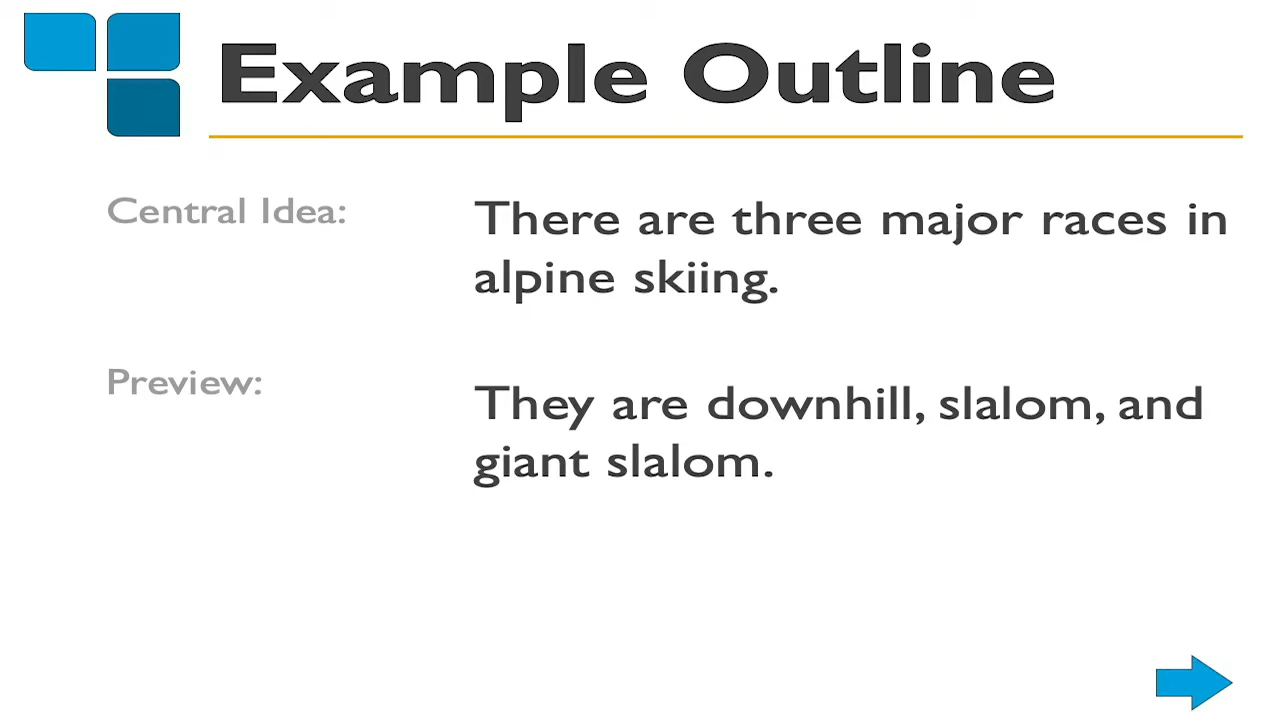 Example Outline
Central Idea:
There are three major races in
alpine skiing.
Preview:
They are downhill, slalom, and
giant slalom.